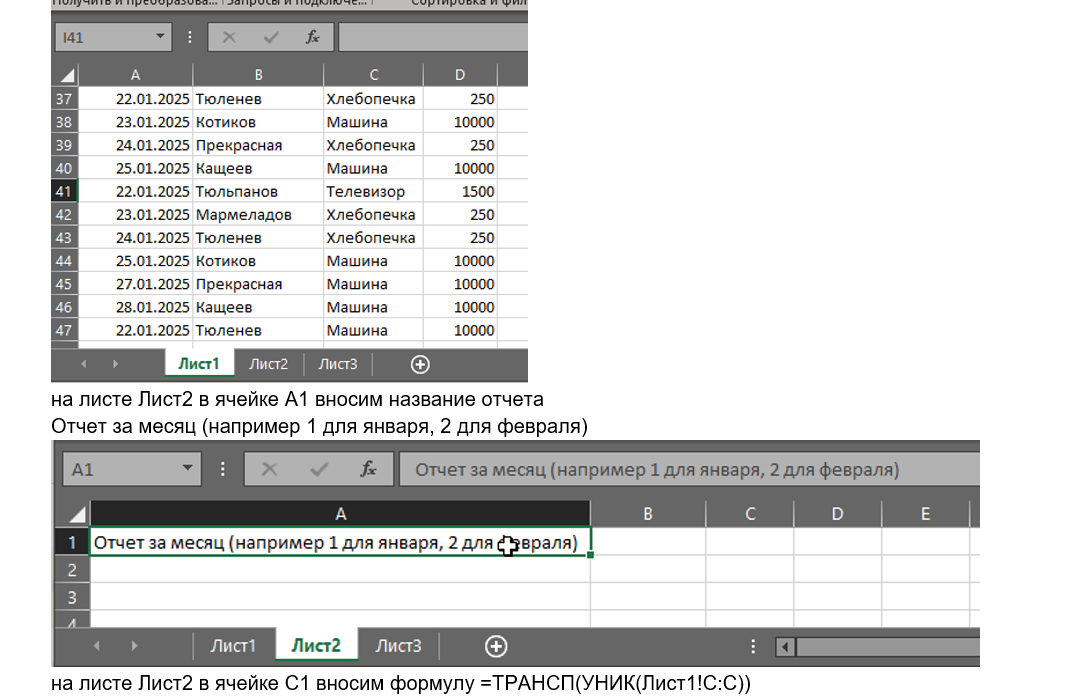 Получить и преобразова... Запросы и подключе... Сортировка и фил
I41 fx
A B C D
37 22.01.2025 Тюленев Хлебопечка 250
38 23.01.2025 Котиков Машина 10000
39 24.01.2025 Прекрасная Хлебопечка 250
40 25.01.2025 Кащеев Машина 10000
41 22.01.2025 Тюльпанов Телевизор 1500
42 23.01.2025 Мармеладов Хлебопечка 250
43 24.01.2025 Тюленев Хлебопечка 250
44 25.01.2025 Котиков Машина 10000
45 27.01.2025 Прекрасная Машина 10000
46 28.01.2025 Кащеев Машина 10000
47 22.01.2025 Тюленев Машина 10000
Лист1 Лист2 Лист3
на листе Лист2 в ячейке А1 вносим название отчета
Отчет за месяц (например 1 для января, 2 для февраля)
A1 fx Отчет за месяц (например 1 для января, 2 для февраля)
A B C D E
1 Отчет за месяц (например 1 для января, 2 для февраля)
2
3
4
Лист1 Лист2 Лист3
на листе Лист2 в ячейке С1 вносим формулу =ТРАНСП(УНИК(Лист1!C:C))